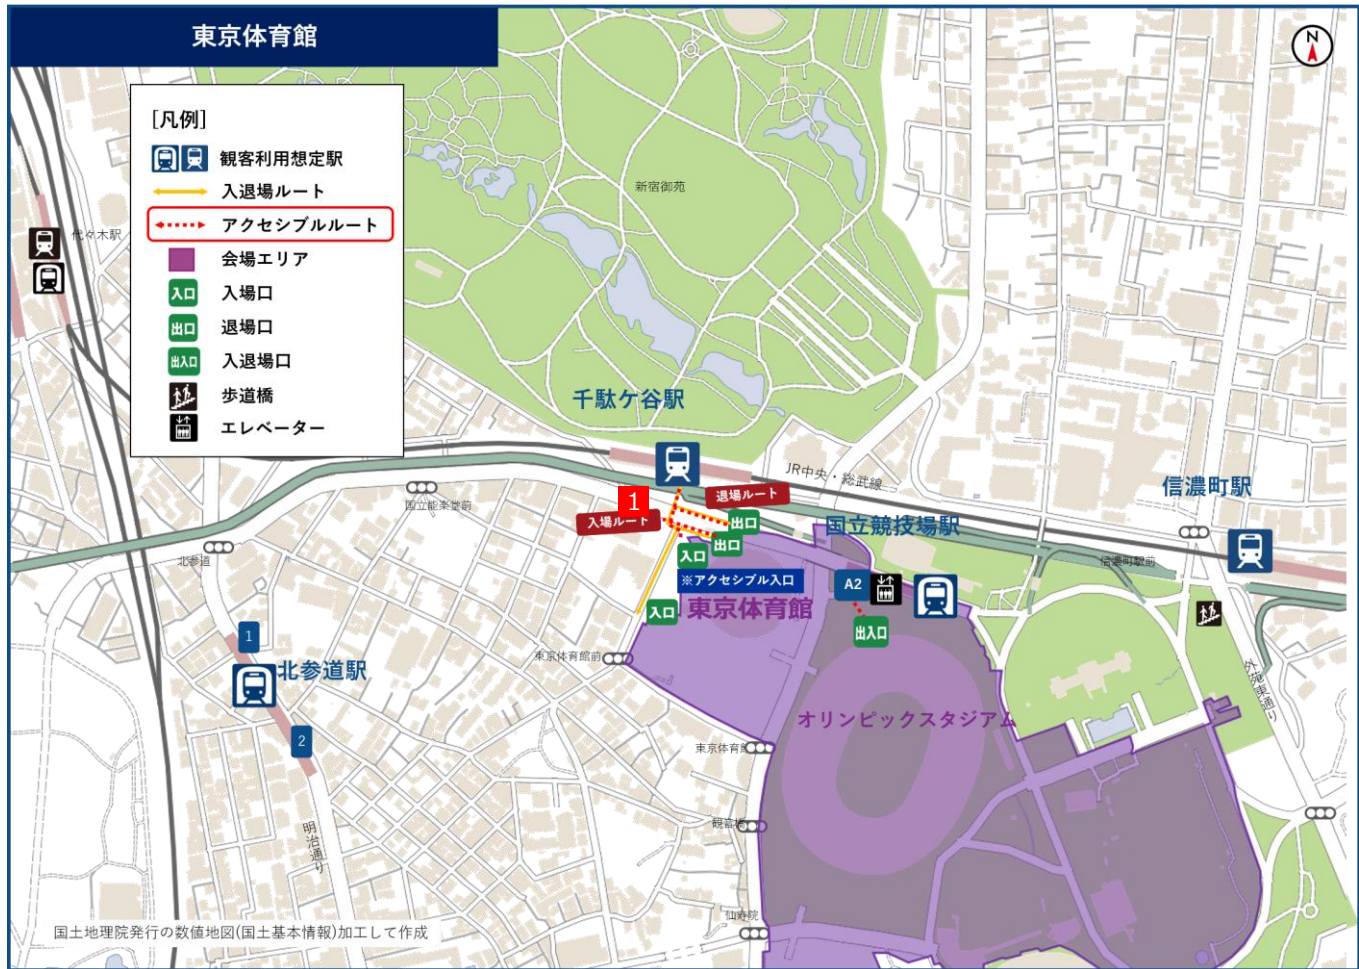 東京体育館
N
[凡例]
観客利用想定駅
入退場ルート
アクセシブルルート
会場エリア
入口 入場口
出口 退場口
出入口 入退場口
歩道橋
エレベーター
代々木駅
新宿御苑
千駄ケ谷駅
JR中央・総武線
信濃町駅
国立能楽堂前
1
退場ルート
入場ルート
出口
出口
国立競技場駅
入口
※アクセシブル入口
北参道
信濃町駅前
A2
東京体育館
入口
出入口
1
東京体育館前
北参道駅
外苑東通り
オリンピックスタジアム
2
東京体育館
観音橋
明治通り
仙寿院
国土地理院発行の数値地図(国土基本情報)加工して作成